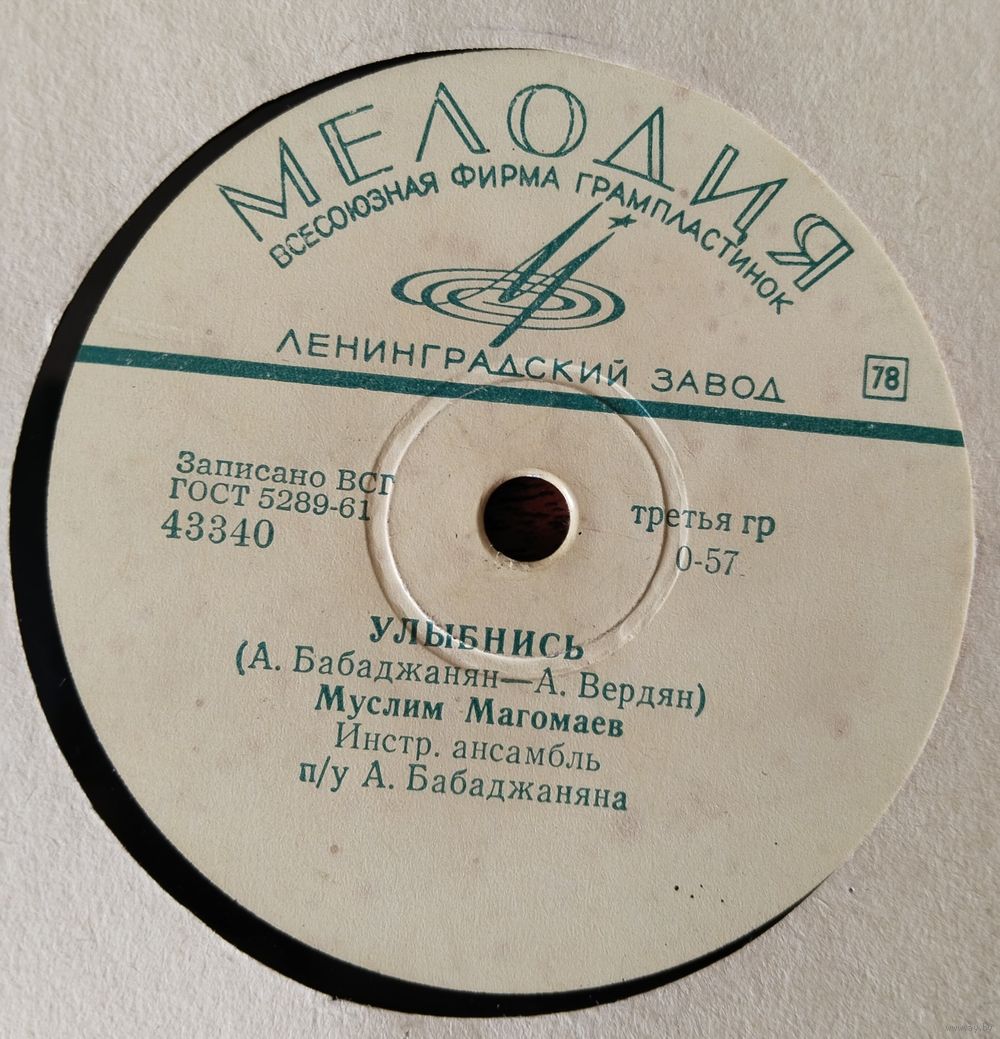 МЕЛОДИЯ
ВСЕСОЮЗНАЯ ФИРМА ГРАМПЛАСТИНОК
ЛЕНИНГРАДСКИЙ ЗАВОД
78
Записано ВСГ
ГОСТ 5289-61
43340
третья гр
0-57
УЛЫБНИСЬ
(А. Бабаджанян—А. Вердян)
Муслим Магомаев
Инстр. ансамбль
п/у А. Бабаджаняна